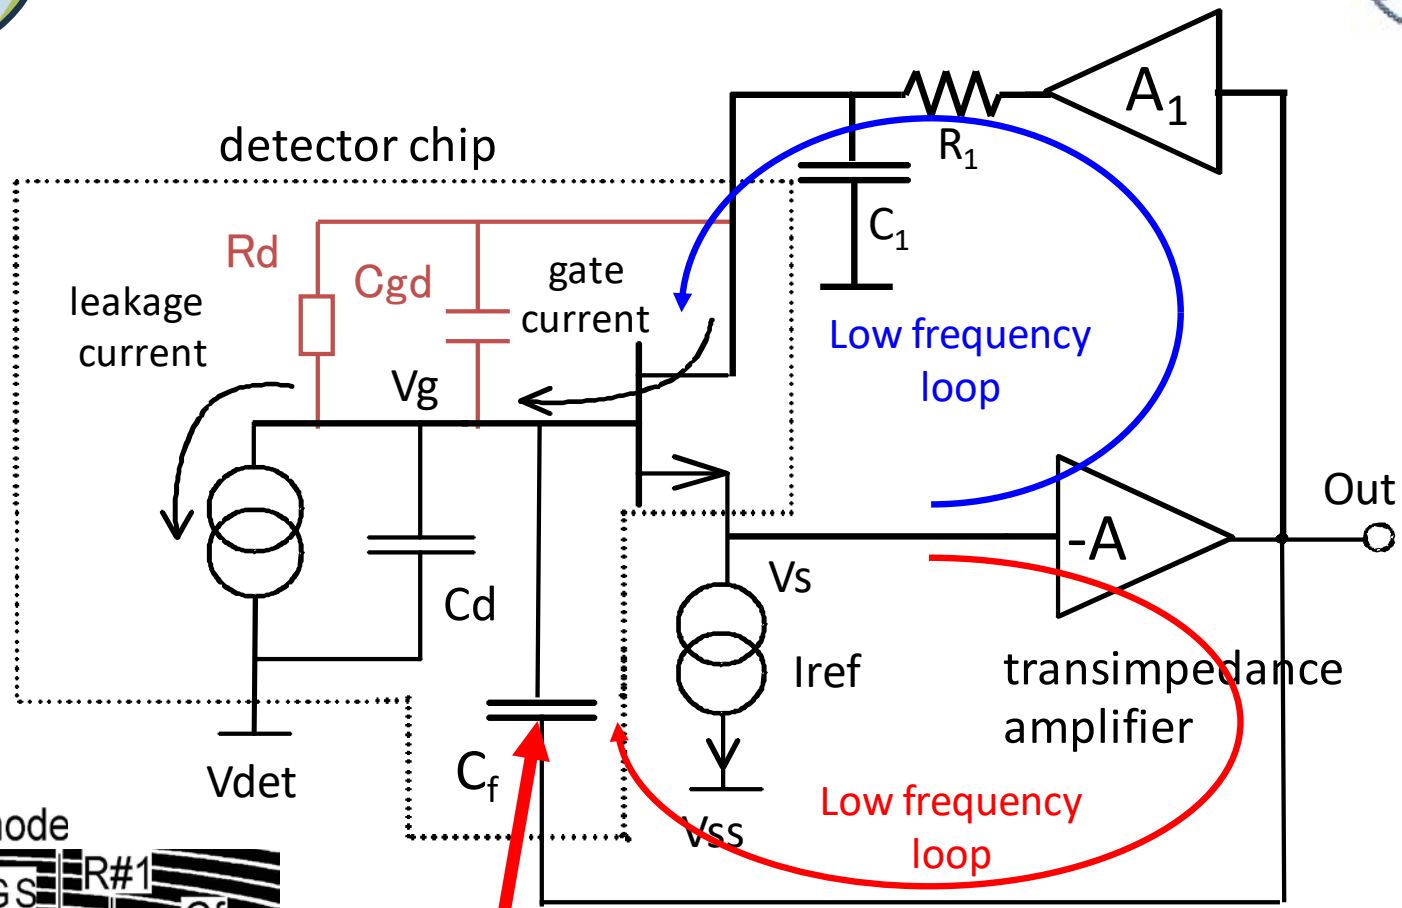 A₁
R₁
detector chip
C₁
Rd
Cgd
gate
current
leakage
current
Low frequency
loop
Vg
Out
-A
Vs
Cd
Iref
transimpedance
amplifier
Cf
Vdet
Low frequency
loop
Vss
R#1